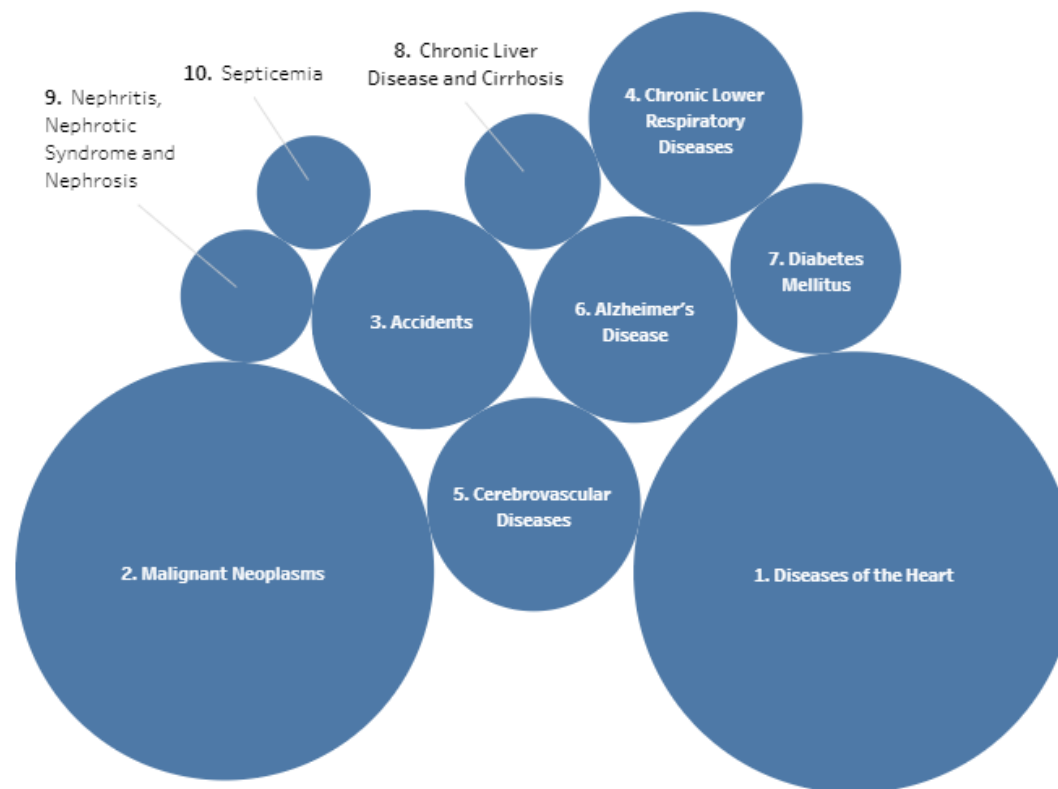 8. Chronic Liver
Disease and Cirrhosis
10. Septicemia
9. Nephritis,
Nephrotic
Syndrome and
Nephrosis
4. Chronic Lower
Respiratory
Diseases
7. Diabetes
Mellitus
3. Accidents
6. Alzheimer’s
Disease
5. Cerebrovascular
Diseases
2. Malignant Neoplasms
1. Diseases of the Heart